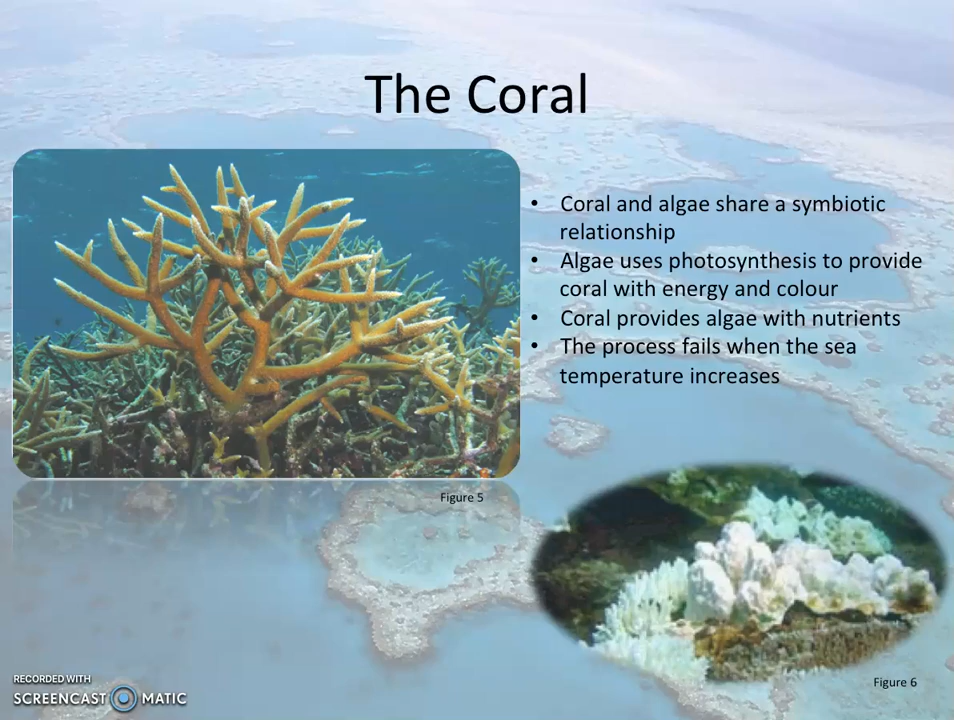 The Coral
• Coral and algae share a symbiotic
relationship
• Algae uses photosynthesis to provide
coral with energy and colour
• Coral provides algae with nutrients
• The process fails when the sea
temperature increases
Figure 5
Figure 6
RECORDED WITH
SCREENCAST MATIC